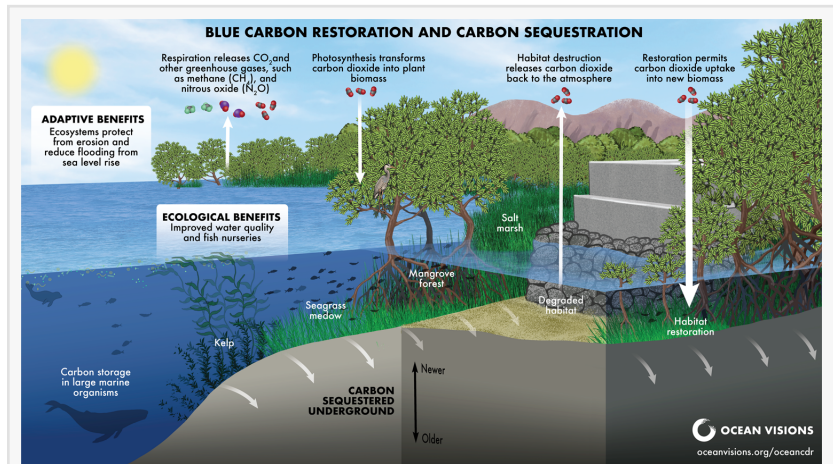 BLUE CARBON RESTORATION AND CARBON SEQUESTRATION
Respiration releases CO₂and
other greenhouse gases, such
as methane (CH₄), and
nitrous oxide (N₂O)
Photosynthesis transforms
carbon dioxide into plant
biomass
Habitat destruction
releases carbon dioxide
back to the atmosphere
Restoration permits
carbon dioxide uptake
into new biomass
ADAPTIVE BENEFITS
Ecosystems protect
from erosion and
reduce flooding from
sea level rise
ECOLOGICAL BENEFITS
Improved water quality
and fish nurseries
Salt
marsh
Mangrove
forest
Seagrass
medow
Degraded
habitat
Habitat
restoration
Kelp
Carbon storage
in large marine
organisms
CARBON
SEQUESTERED
UNDERGROUND
Newer
Older
OCEAN VISIONS
oceanvisions.org/oceancdr